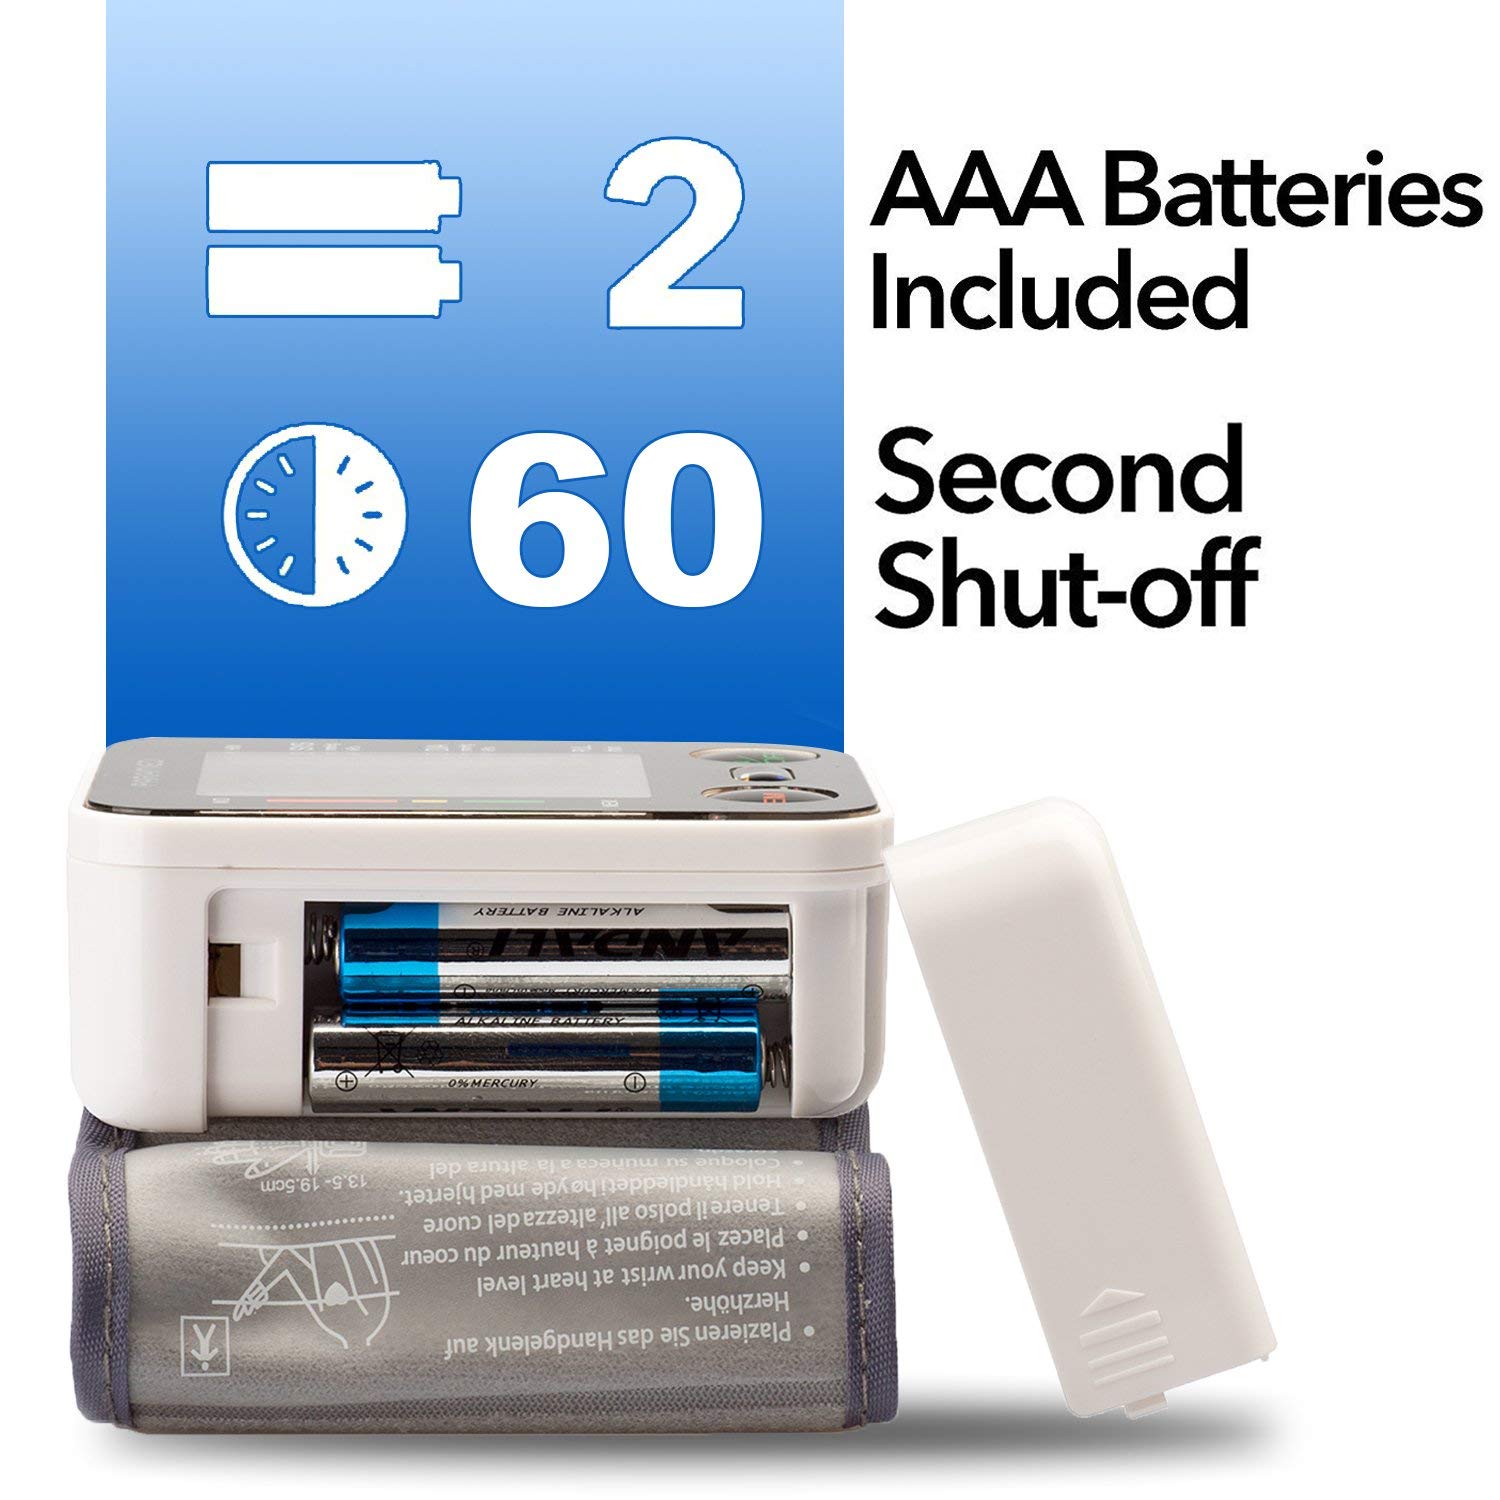 2
AAA Batteries
Included
60
Second
Shut-off
ALKALINE BATTERY
ANDALI
ALKALINE BATTERY
0% MERCURY
• Plazieren Sie das Handgelenk auf
Herzhöhe.
• Keep your wrist at heart level
• Placez le poignet à hauteur du coeur
• Tenere il polso all'altezza del cuore
• Hold håndleddet i høyde med hjertet.
• Coloque su muñeca a la altura del
13.5-19.5cm